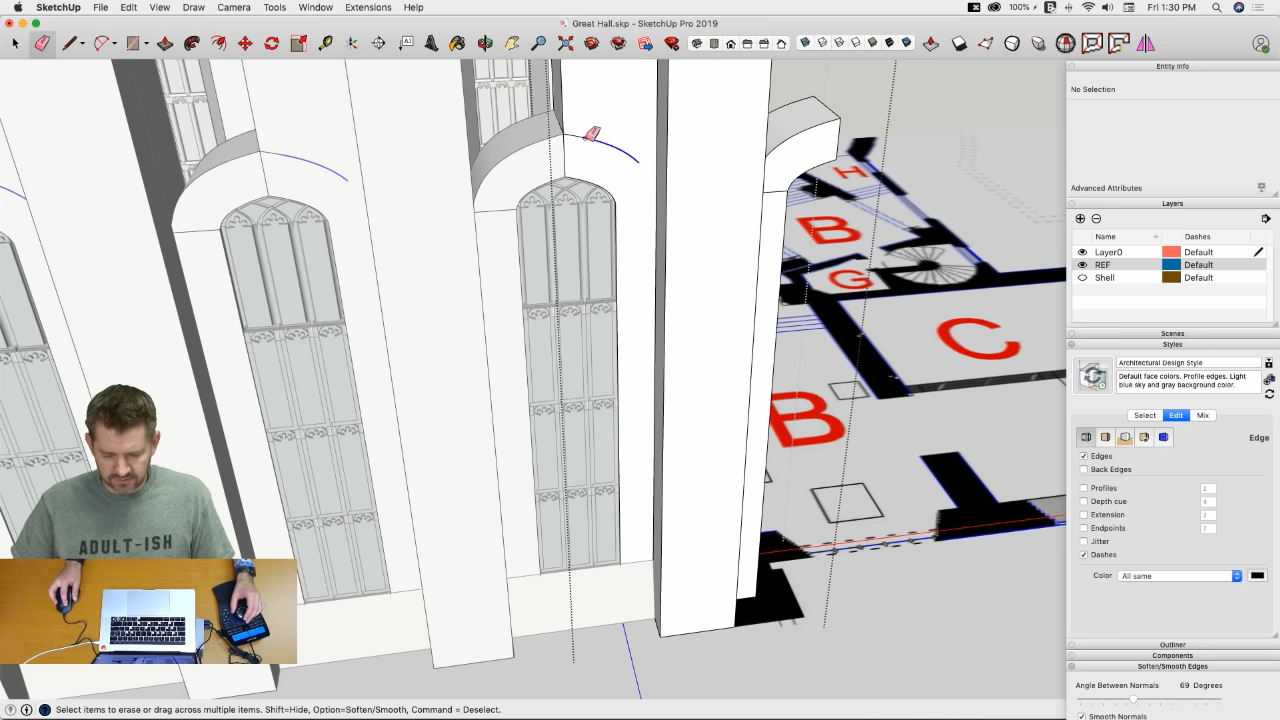 SketchUp File Edit View Draw Camera Tools Window Extensions Help
100% Fri 1:30 PM
Great Hall.skp - SketchUp Pro 2019
Entity Info
No Selection
Advanced Attributes
Layers
Name Dashes
Layer0 Default
REF Default
Shell Default
Scenes
Styles
Architectural Design Style
Default face colors. Profile edges. Light
blue sky and gray background color.
Select Edit Mix
Edge
Edges
Back Edges
Profiles 2
Depth cue 4
Extension 3
Endpoints 7
Jitter
Dashes
Color All same
Outliner
Components
Soften/Smooth Edges
Angle Between Normals 69 Degrees
Smooth Normals
H
B
G
C
B
ADULT-ISH
Select items to erase or drag across multiple items. Shift=Hide, Option=Soften/Smooth, Command = Deselect.